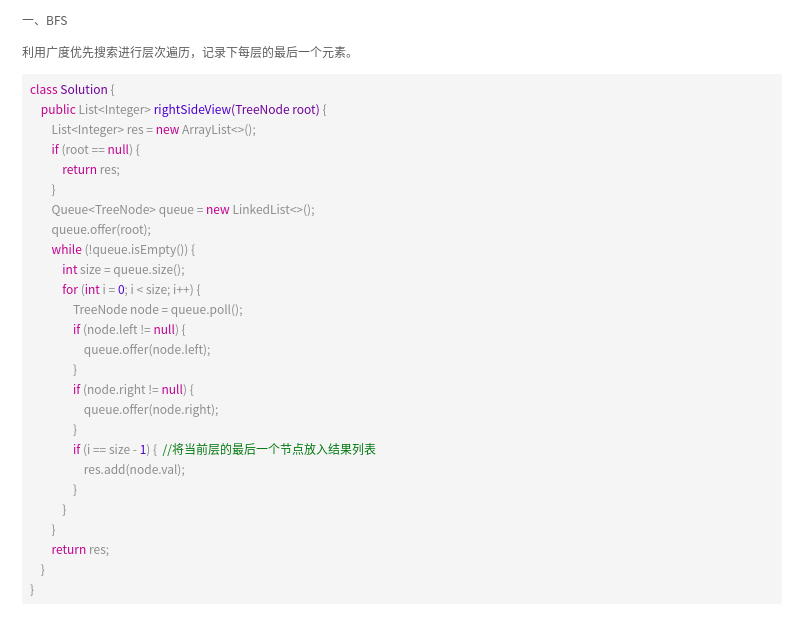 一、BFS
利用广度优先搜索进行层次遍历，记录下每层的最后一个元素。
class Solution {
    public List<Integer> rightSideView(TreeNode root) {
        List<Integer> res = new ArrayList<>();
        if (root == null) {
            return res;
        }
        Queue<TreeNode> queue = new LinkedList<>();
        queue.offer(root);
        while (!queue.isEmpty()) {
            int size = queue.size();
            for (int i = 0; i < size; i++) {
                TreeNode node = queue.poll();
                if (node.left != null) {
                    queue.offer(node.left);
                }
                if (node.right != null) {
                    queue.offer(node.right);
                }
                if (i == size - 1) {  //将当前层的最后一个节点放入结果列表
                    res.add(node.val);
                }
            }
        }
        return res;
    }
}